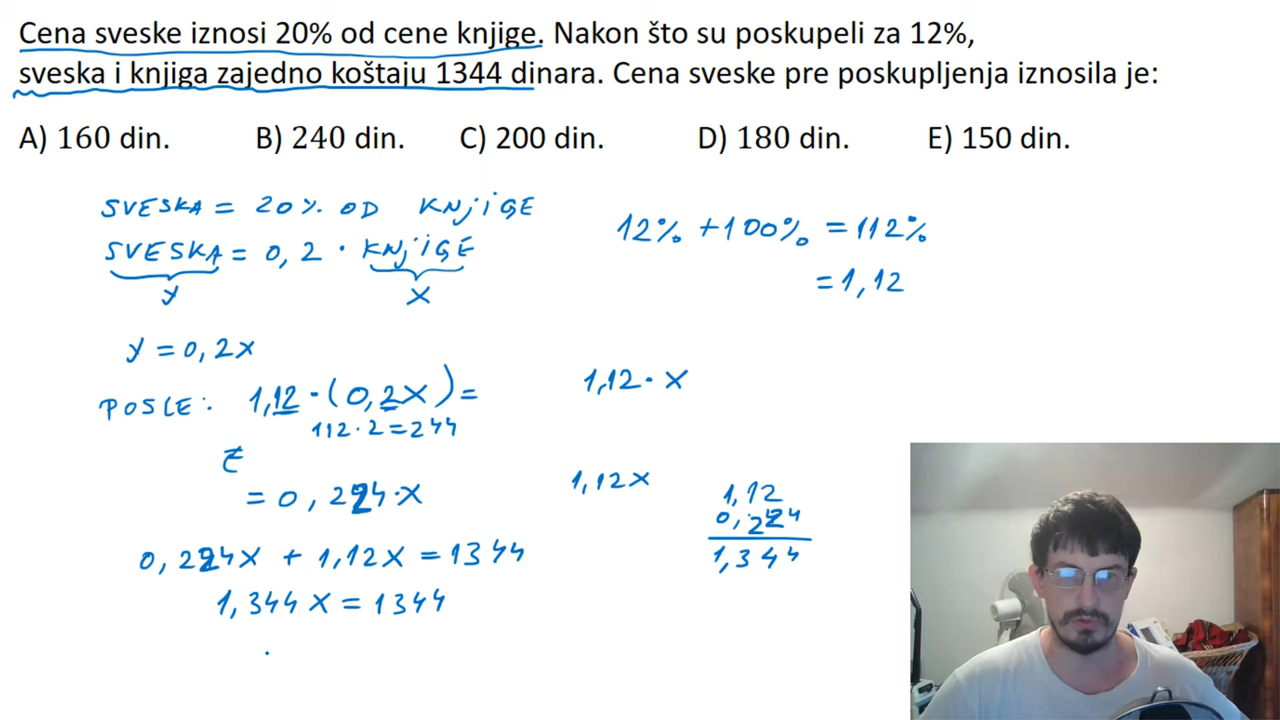 Cena sveske iznosi 20% od cene knjige. Nakon što su poskupeli za 12%,
sveska i knjiga zajedno koštaju 1344 dinara. Cena sveske pre poskupljenja iznosila je:
A) 160 din. B) 240 din. C) 200 din. D) 180 din. E) 150 din.
SVESKA = 20% OD KNJIGE
SVESKA = 0,2 · KNJIGE
y x
y = 0,2x
POSLE: 1,12 · (0,2x) =
112 · 2 = 244
= 0,224 · x
0,224x + 1,12x = 1344
1,344x = 1344
12% + 100% = 112%
= 1,12
1,12 · x
1,12x
1,12
0,224
1,344